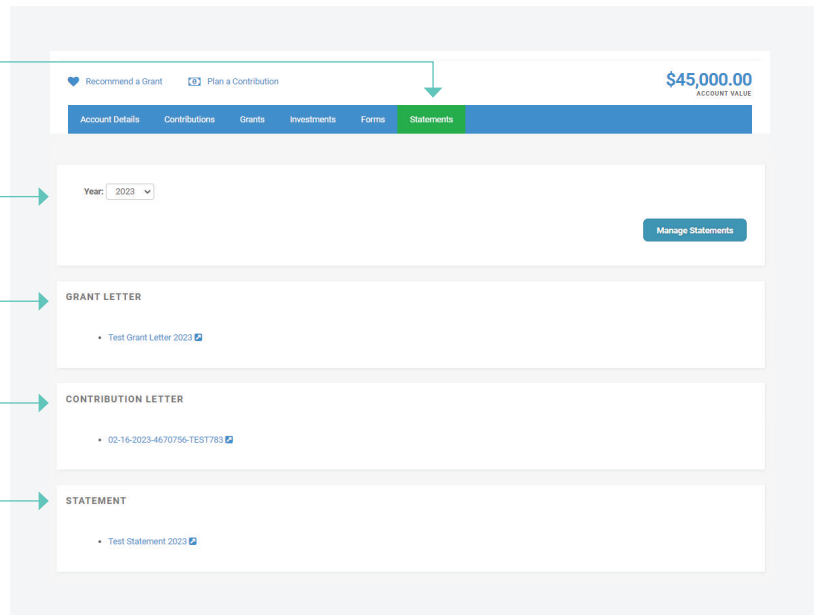 Recommend a Grant Plan a Contribution $45,000.00
ACCOUNT VALUE
Account Details Contributions Grants Investments Forms Statements
Year: 2023
Manage Statements
GRANT LETTER
• Test Grant Letter 2023
CONTRIBUTION LETTER
• 02-16-2023-4670756-TEST783
STATEMENT
• Test Statement 2023